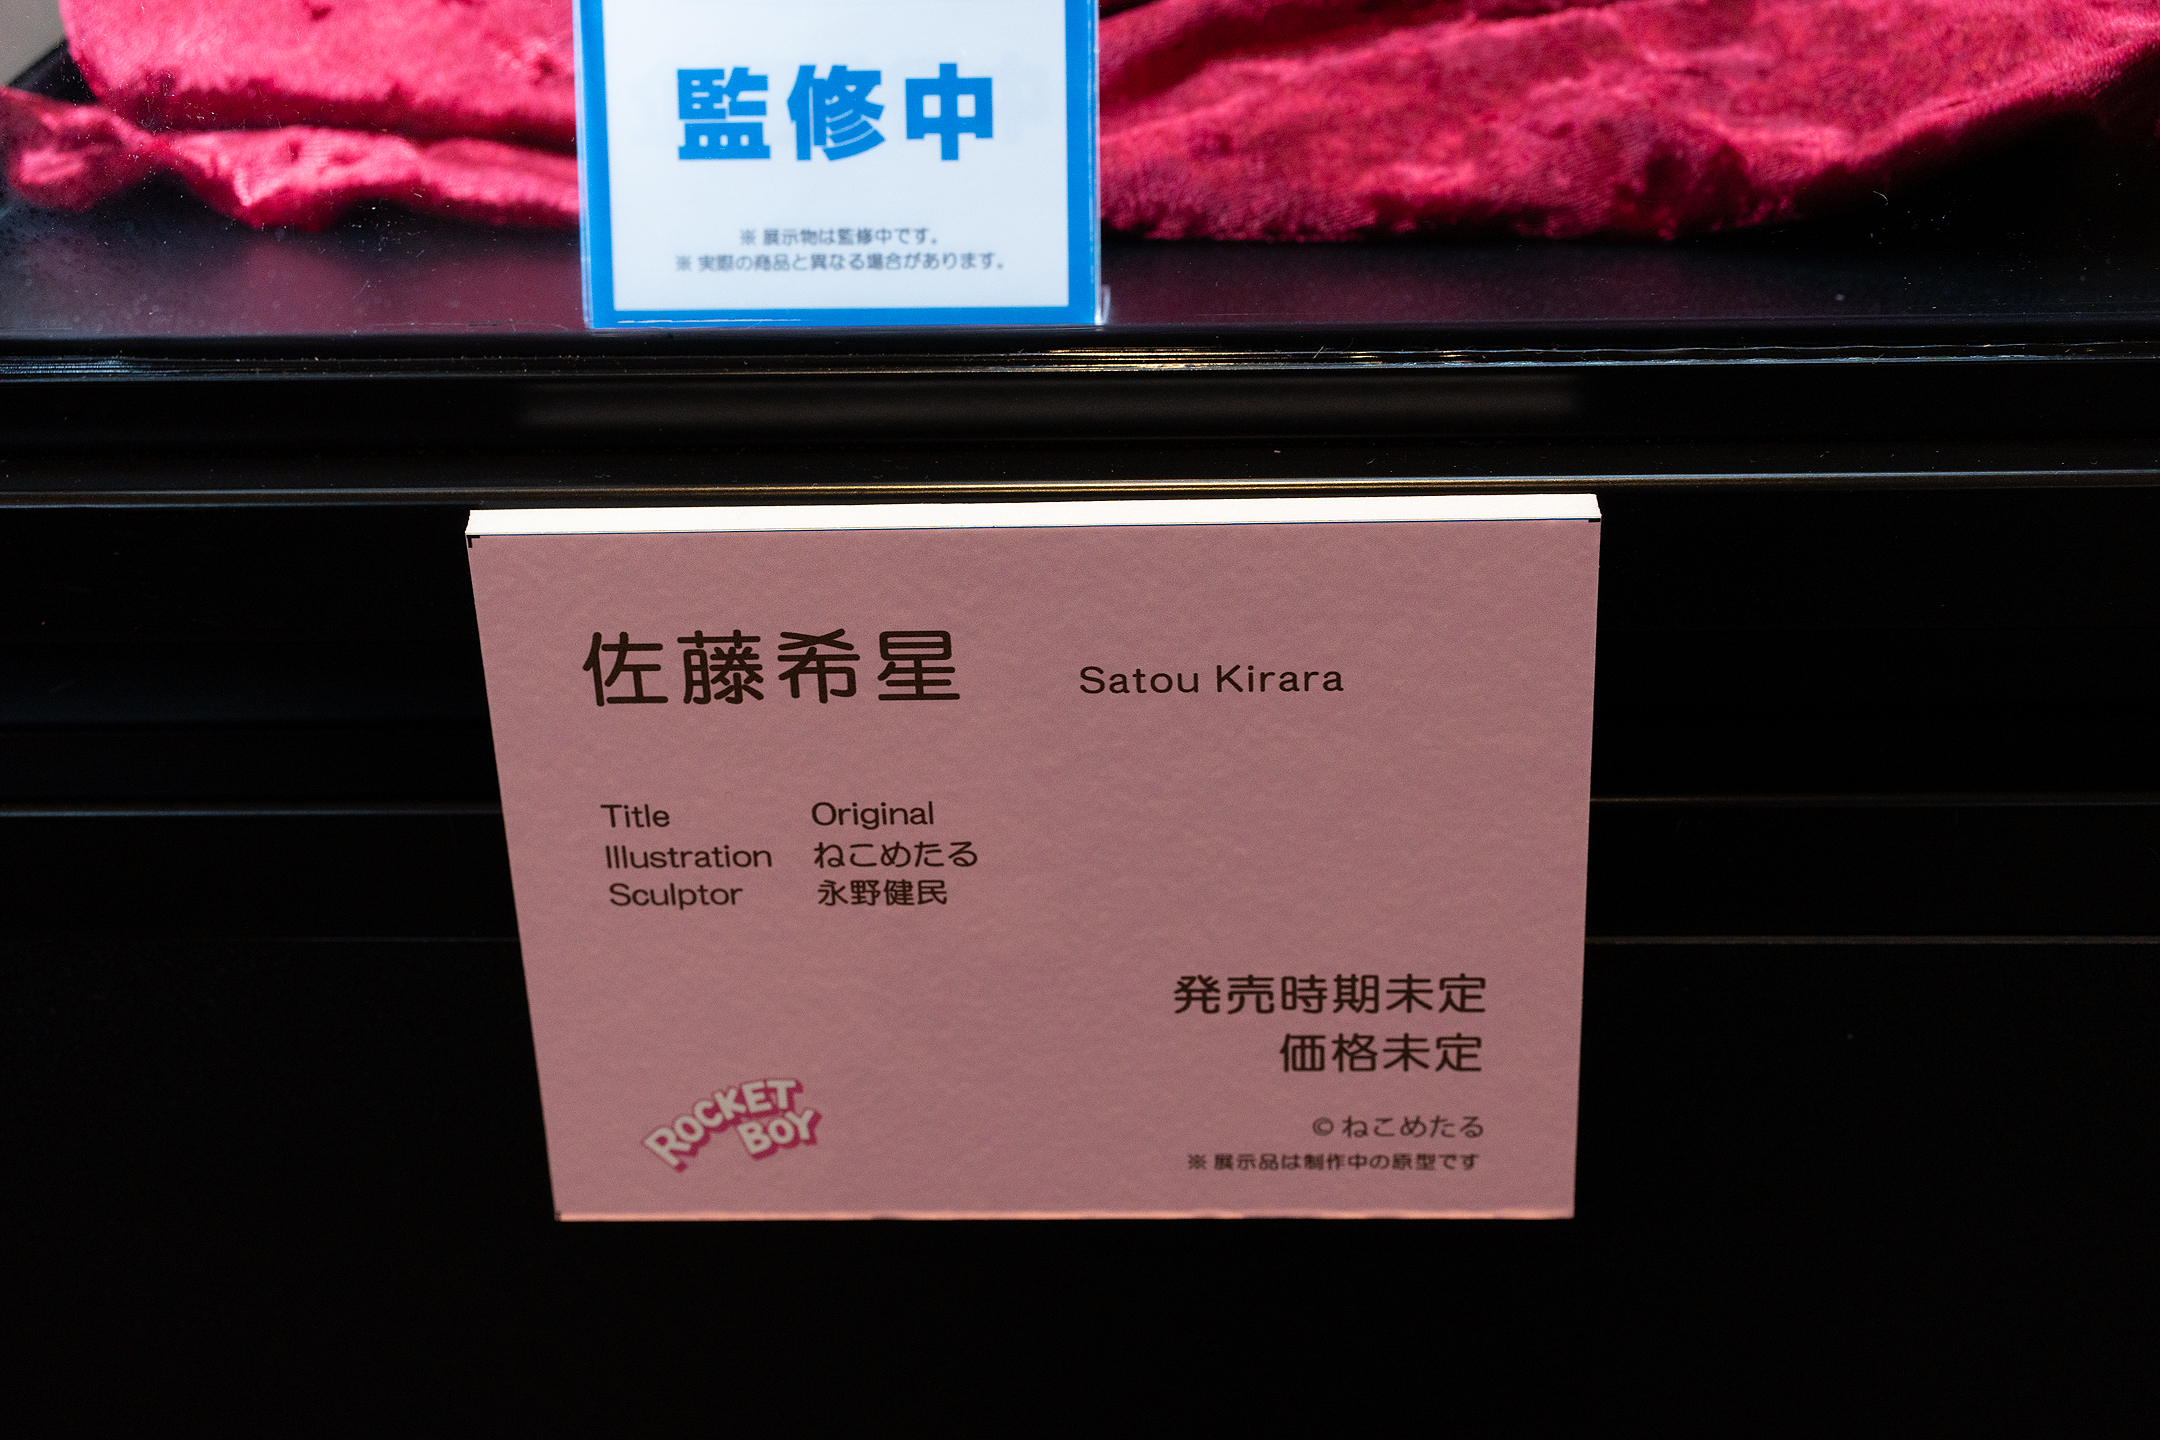 監修中
※ 展示物は監修中です。
※ 実際の商品と異なる場合があります。
佐藤希星 Satou Kirara
Title Original
Illustration ねこめたる
Sculptor 永野健民
発売時期未定
価格未定
ROCKET
BOY
© ねこめたる
※ 展示品は制作中の原型です